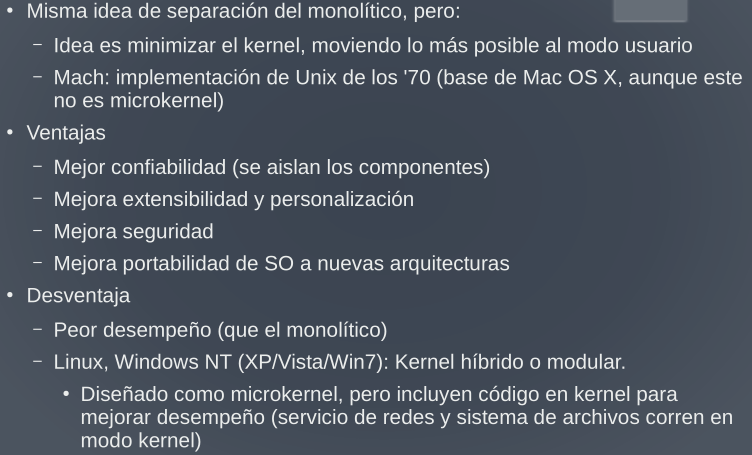 • Misma idea de separación del monolítico, pero:
– Idea es minimizar el kernel, moviendo lo más posible al modo usuario
– Mach: implementación de Unix de los '70 (base de Mac OS X, aunque este
no es microkernel)
• Ventajas
– Mejor confiabilidad (se aislan los componentes)
– Mejora extensibilidad y personalización
– Mejora seguridad
– Mejora portabilidad de SO a nuevas arquitecturas
• Desventaja
– Peor desempeño (que el monolítico)
– Linux, Windows NT (XP/Vista/Win7): Kernel híbrido o modular.
• Diseñado como microkernel, pero incluyen código en kernel para
mejorar desempeño (servicio de redes y sistema de archivos corren en
modo kernel)